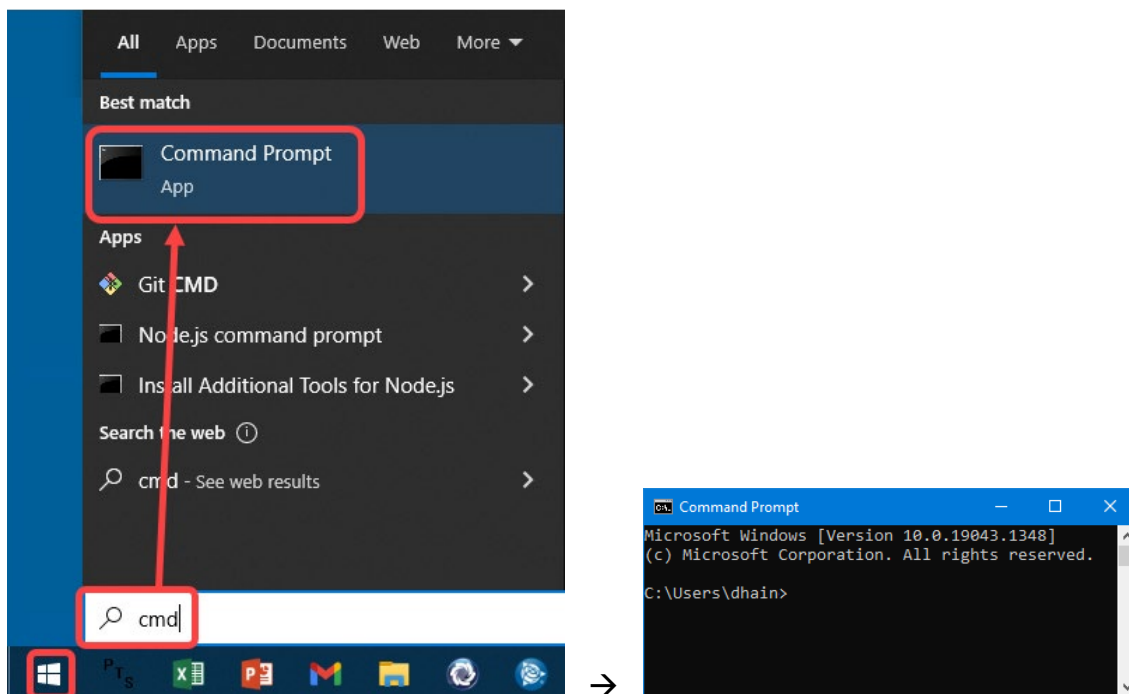 All Apps Documents Web More
Best match
Command Prompt
App
Apps
Git CMD
Node.js command prompt
Install Additional Tools for Node.js
Search the web
cmd - See web results
cmd
PTS
→
Command Prompt
Microsoft Windows [Version 10.0.19043.1348]
(c) Microsoft Corporation. All rights reserved.
C:\Users\dhain>